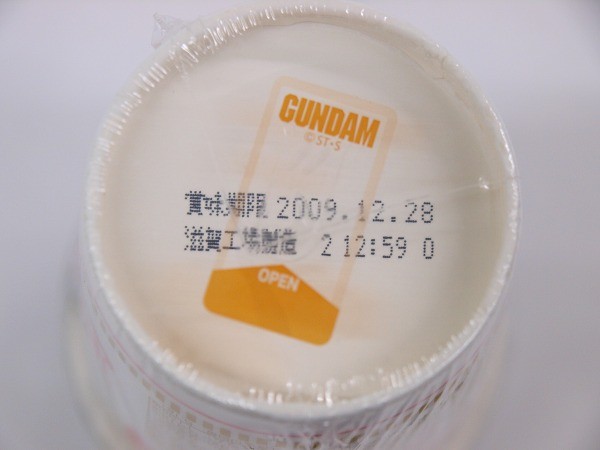 GUNDAM
©ST・S
賞味期限 2009.12.28
滋賀工場製造 2 12:59 0
OPEN